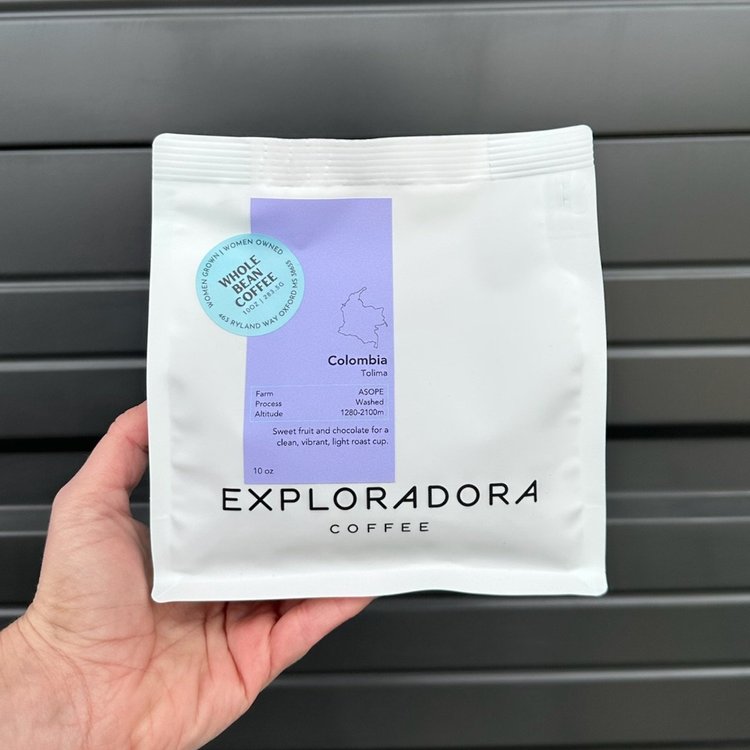 WOMEN GROWN | WOMEN OWNED
WHOLE
BEAN
COFFEE
10OZ | 283.5G
463 RYLAND WAY OXFORD MS 38655
Colombia
Tolima
Farm ASOPE
Process Washed
Altitude 1280-2100m
Sweet fruit and chocolate for a
clean, vibrant, light roast cup.
10 oz
EXPLORADORA
COFFEE